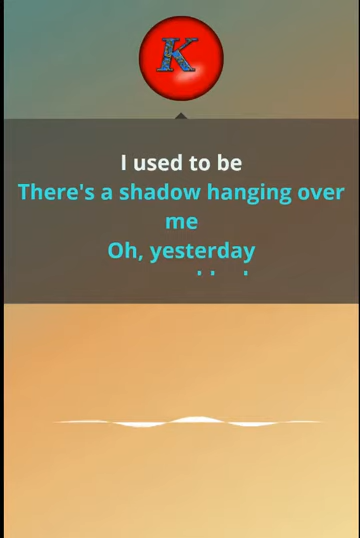 K
I used to be
There's a shadow hanging over
me
Oh, yesterday